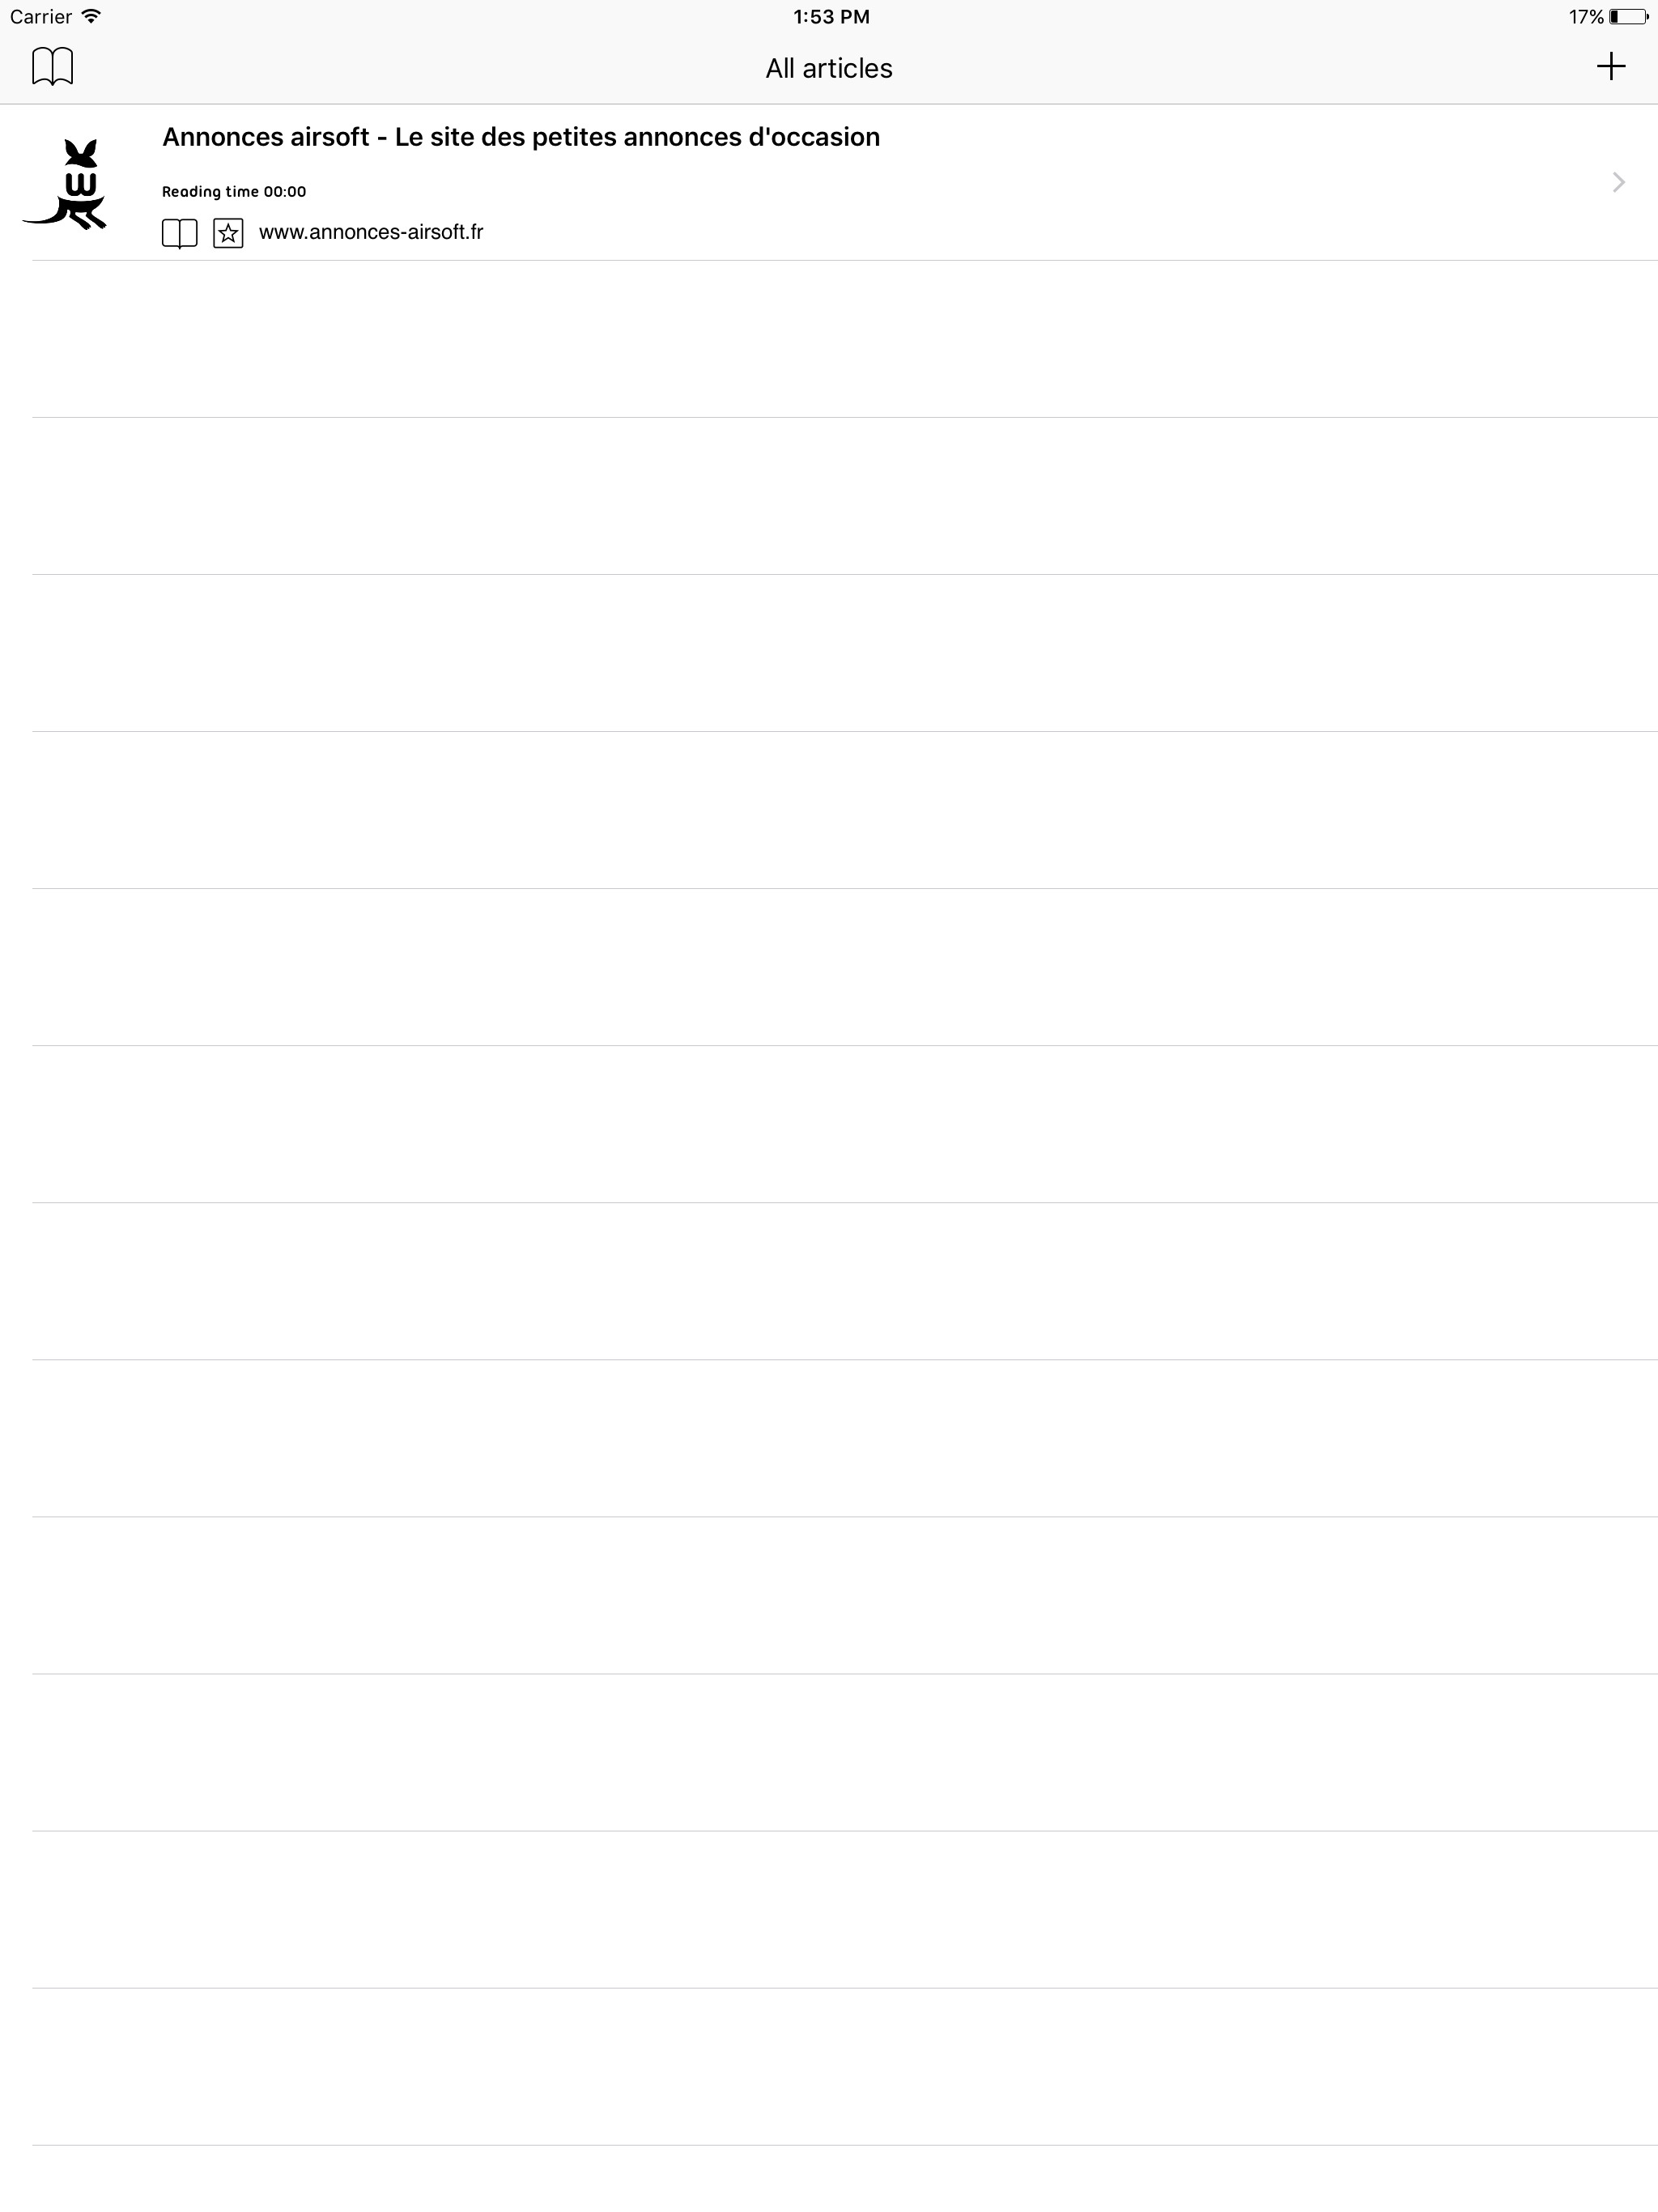 Carrier
1:53 PM
17%
All articles
Annonces airsoft - Le site des petites annonces d'occasion
W
Reading time 00:00
www.annonces-airsoft.fr